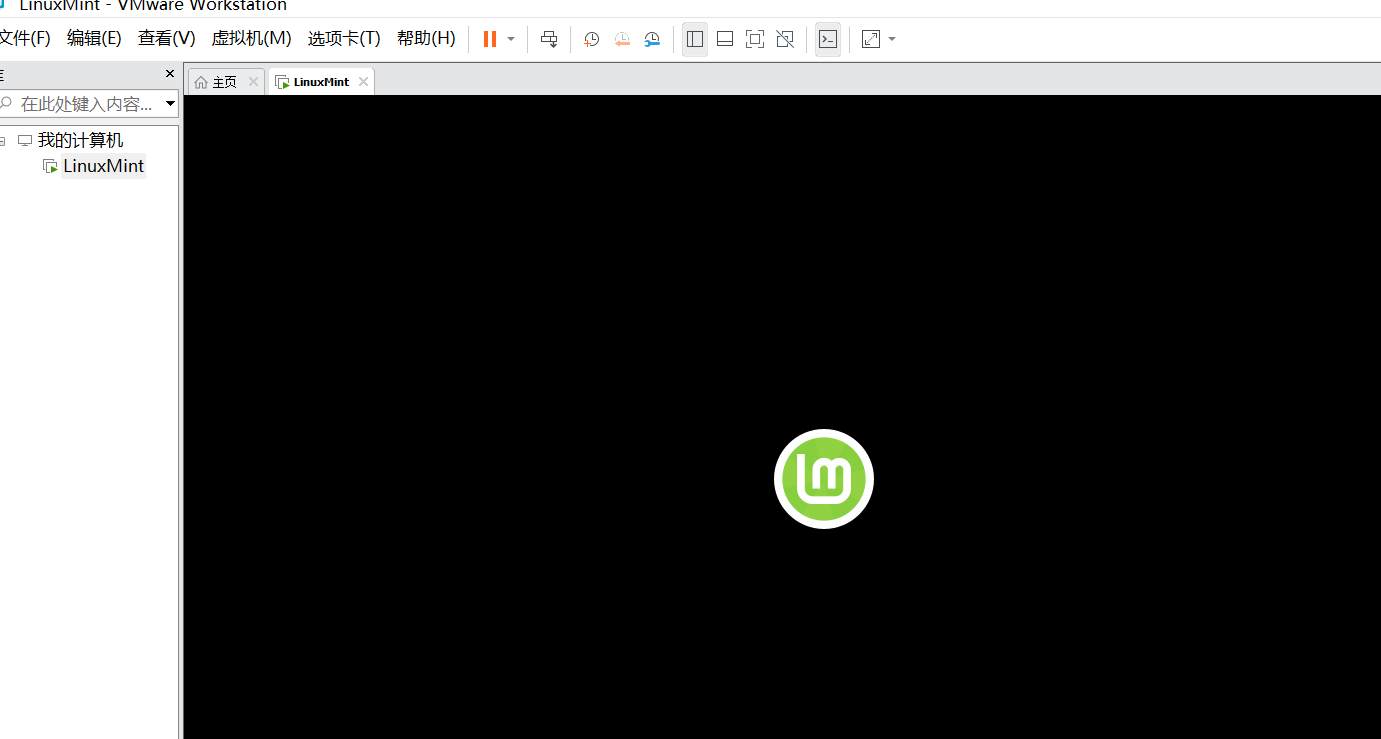 LinuxMint - VMware Workstation
文件(F) 编辑(E) 查看(V) 虚拟机(M) 选项卡(T) 帮助(H)
主页 LinuxMint
在此处键入内容...
我的计算机
LinuxMint
lm